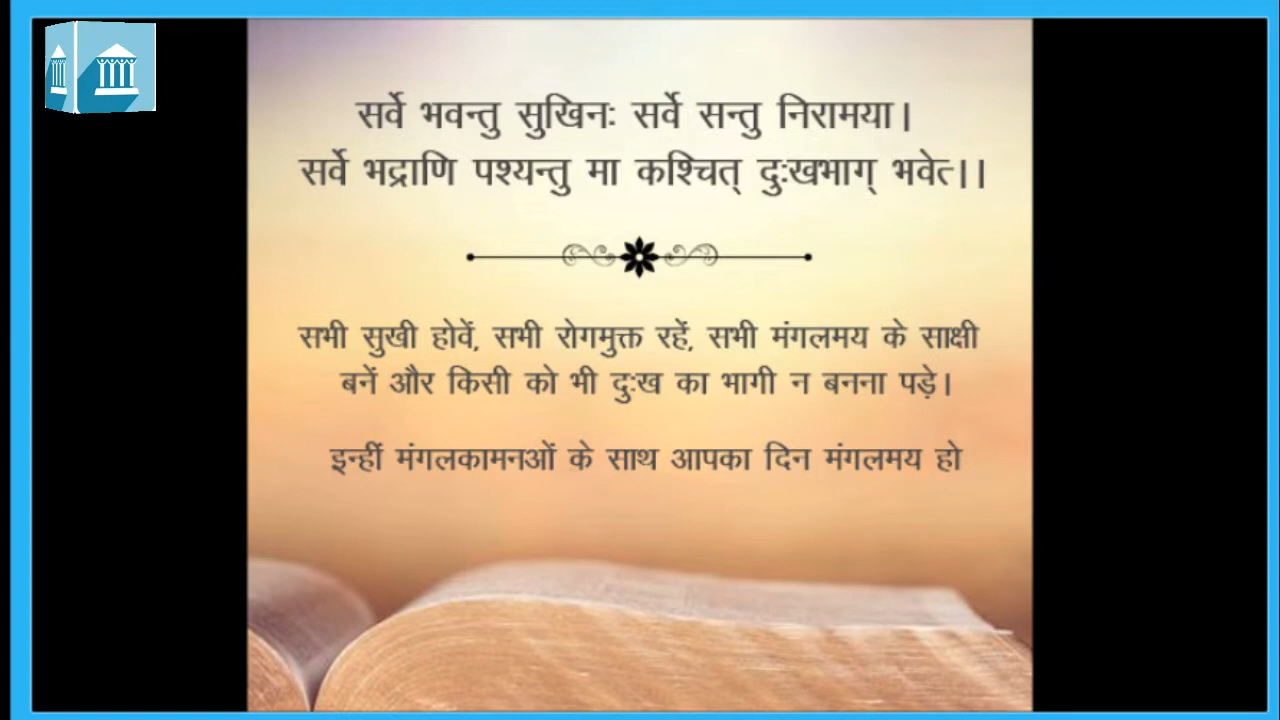 सर्वे भवन्तु सुखिनः सर्वे सन्तु निरामया।
सर्वे भद्राणि पश्यन्तु मा कश्चित् दुःखभाग् भवेत।।
सभी सुखी होवें, सभी रोगमुक्त रहें, सभी मंगलमय के साक्षी
बनें और किसी को भी दुःख का भागी न बनना पड़े।
इन्हीं मंगलकामनओं के साथ आपका दिन मंगलमय हो